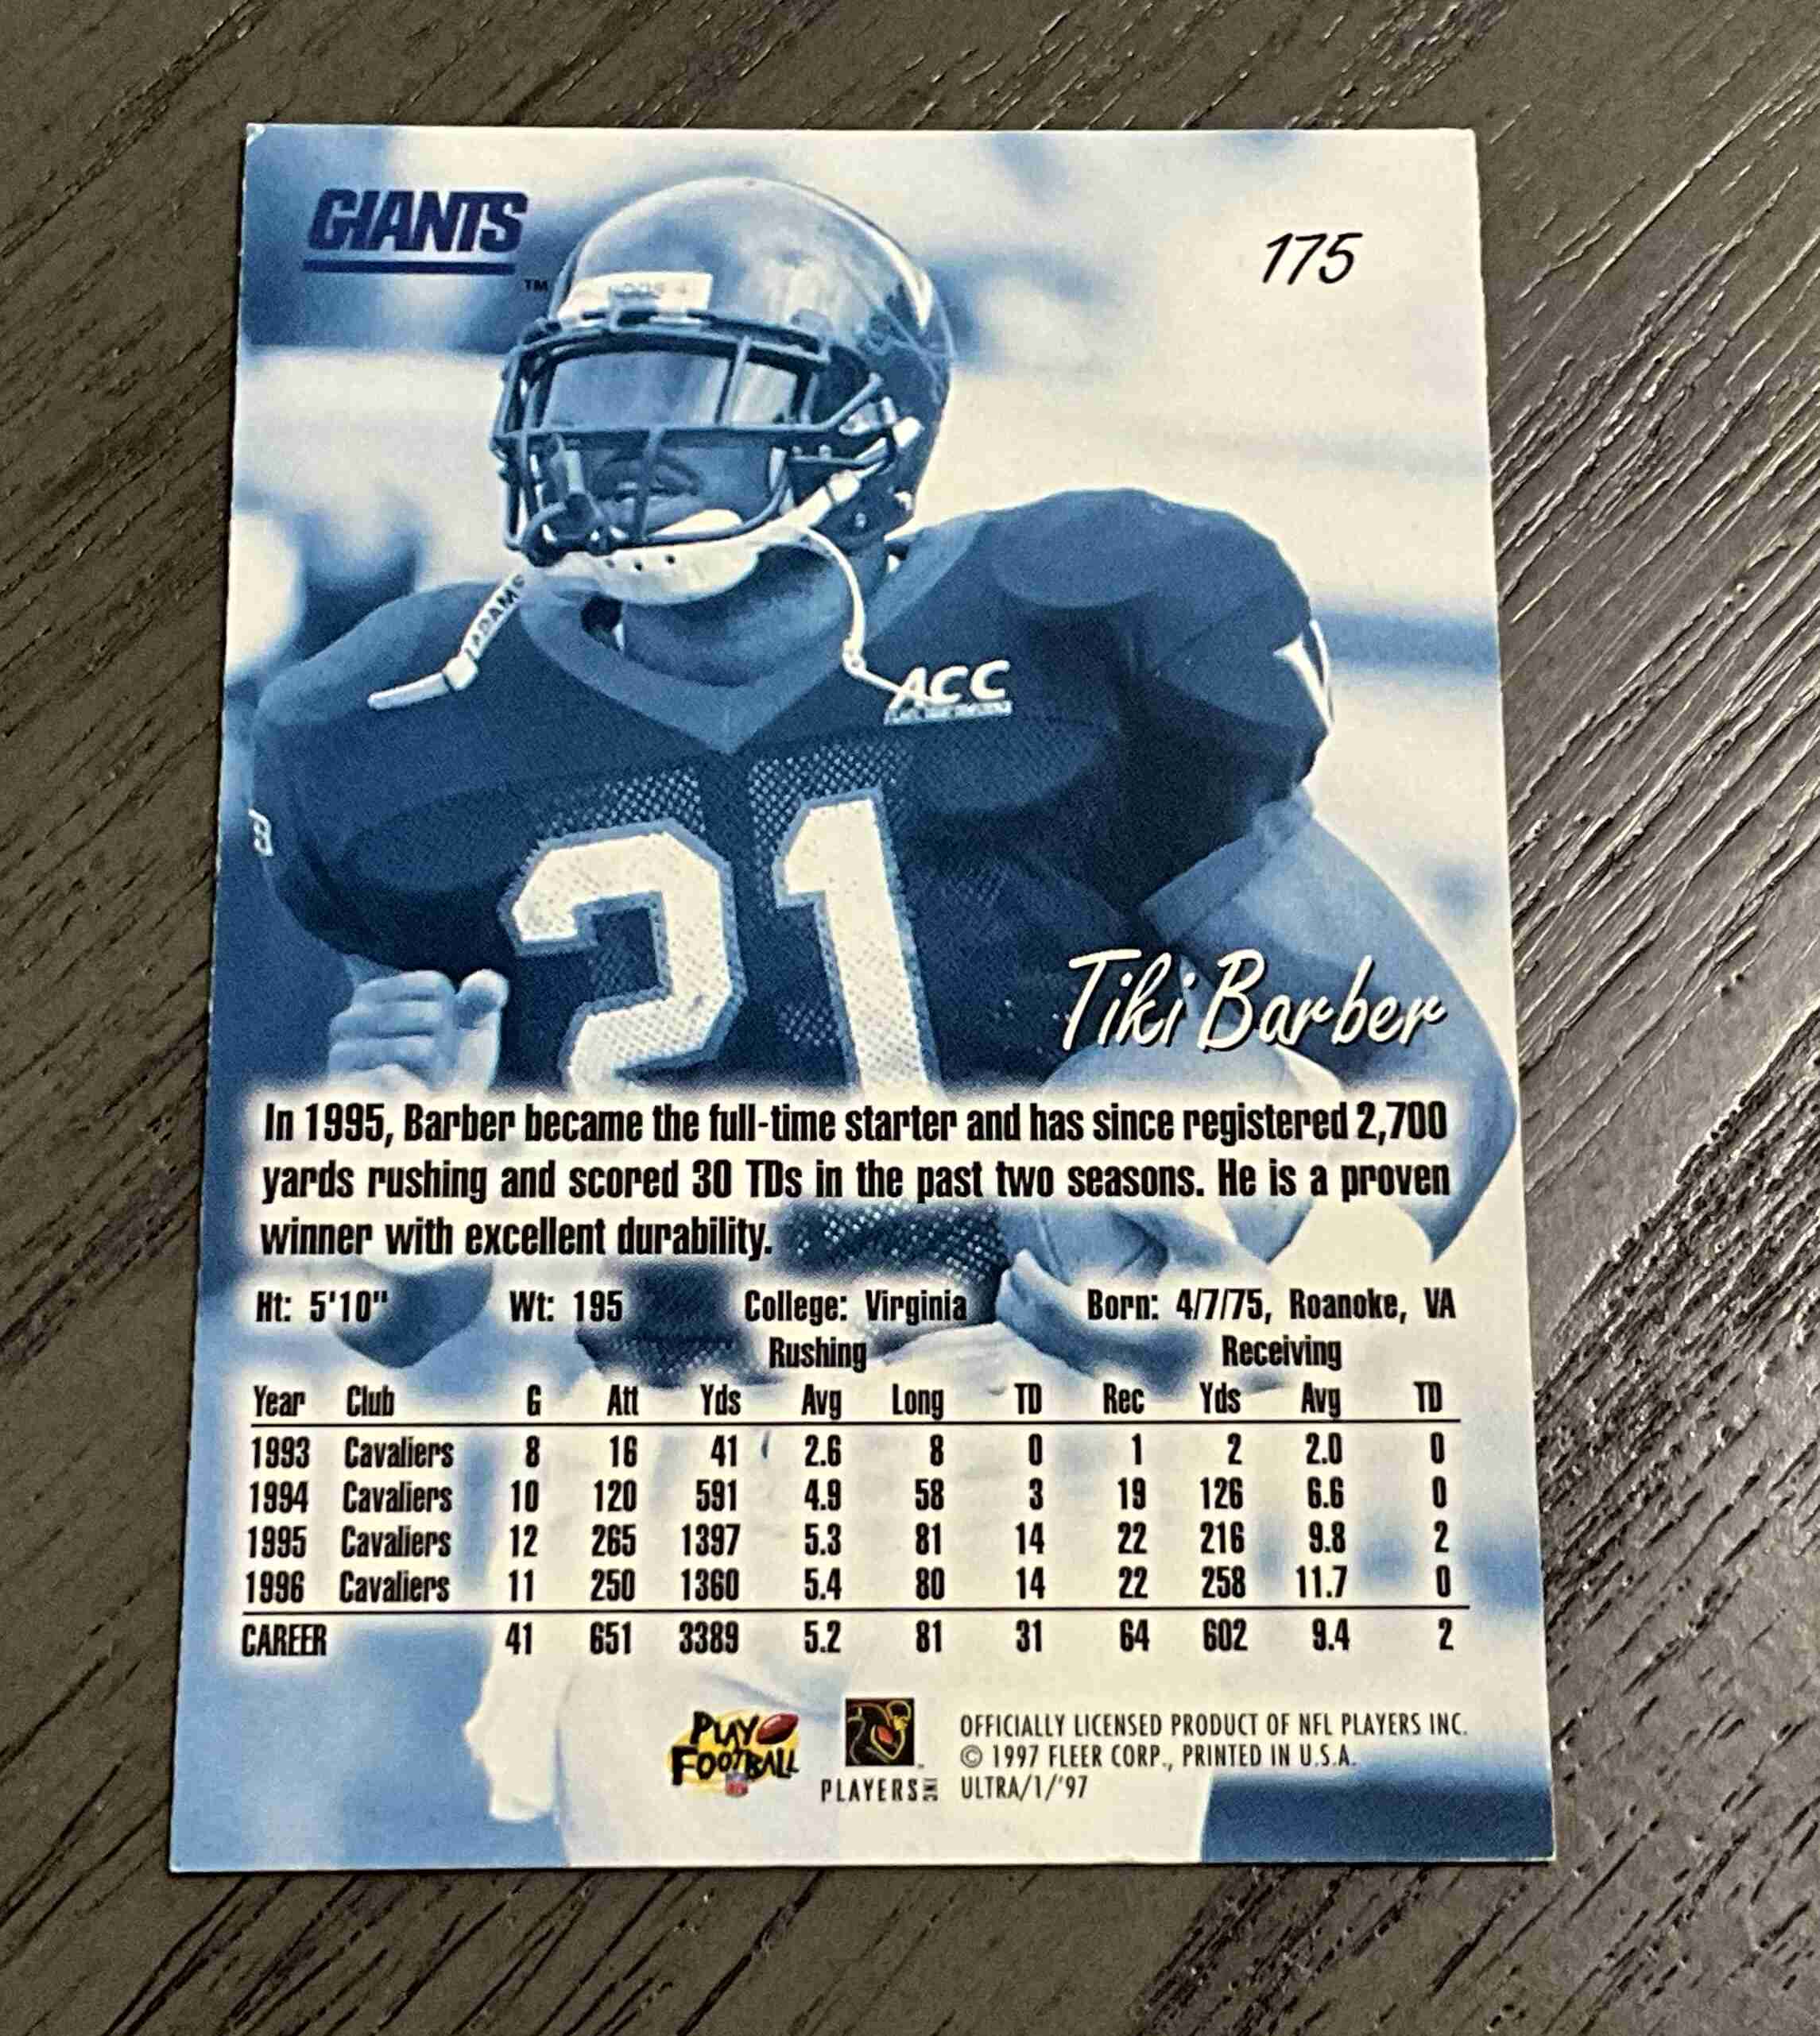 GIANTS
TM
175
ADAMS
ACC
21
Tiki Barber
In 1995, Barber became the full-time starter and has since registered 2,700
yards rushing and scored 30 TDs in the past two seasons. He is a proven
winner with excellent durability.
Ht: 5'10" Wt: 195 College: Virginia Born: 4/7/75, Roanoke, VA
Rushing Receiving
Year Club G Att Yds Avg Long TD Rec Yds Avg TD
1993 Cavaliers 8 16 41 2.6 8 0 1 2 2.0 0
1994 Cavaliers 10 120 591 4.9 58 3 19 126 6.6 0
1995 Cavaliers 12 265 1397 5.3 81 14 22 216 9.8 2
1996 Cavaliers 11 250 1360 5.4 80 14 22 258 11.7 0
CAREER 41 651 3389 5.2 81 31 64 602 9.4 2
PLAY
FOOTBALL
NFL
PLAYERS INC
OFFICIALLY LICENSED PRODUCT OF NFL PLAYERS INC.
© 1997 FLEER CORP., PRINTED IN U.S.A.
ULTRA/1/'97